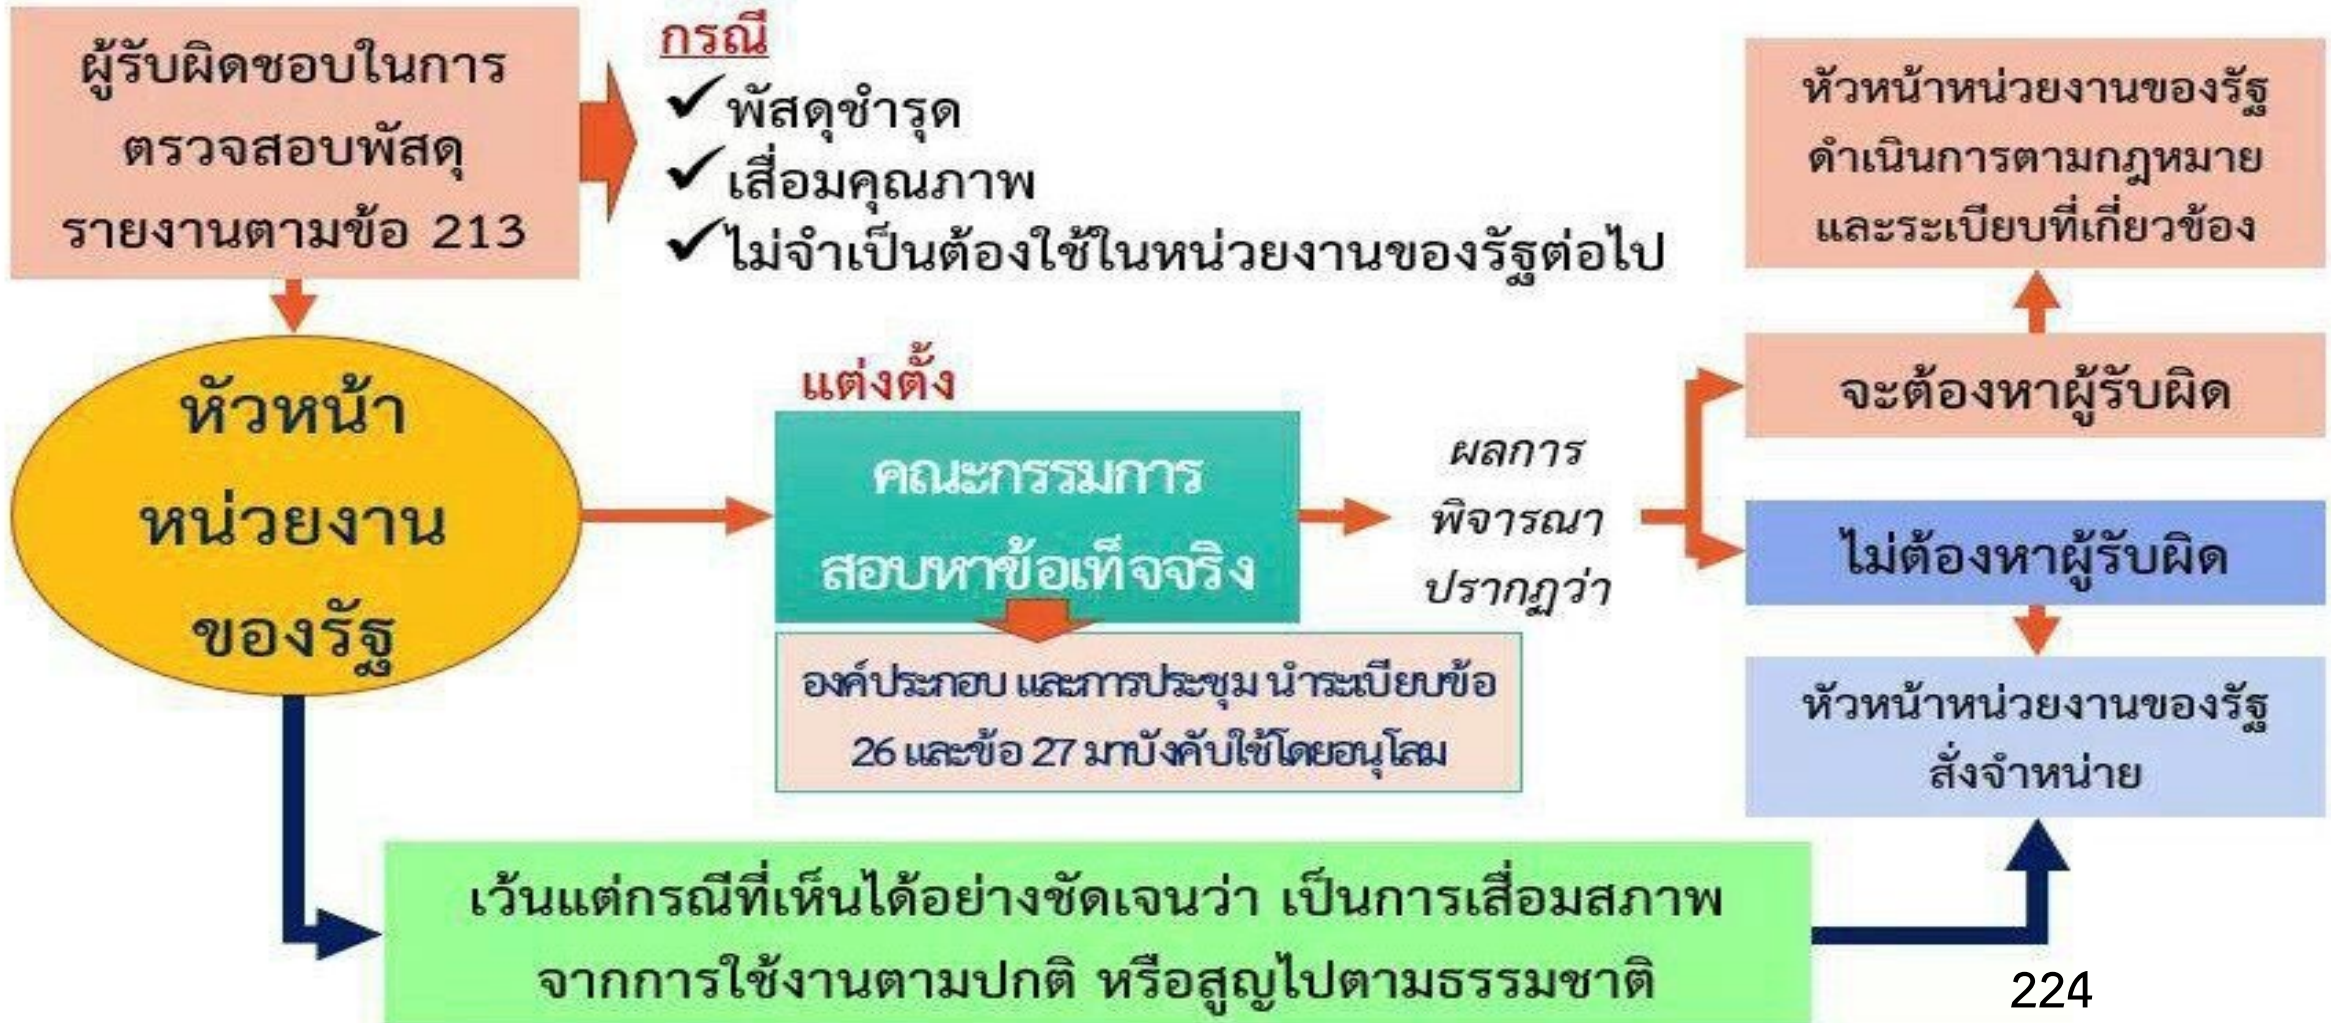 ผู้รับผิดชอบในการ
ตรวจสอบพัสดุ
รายงานตามข้อ 213
กรณี
✓พัสดุชำรุด
✓เสื่อมคุณภาพ
✓ไม่จำเป็นต้องใช้ในหน่วยงานของรัฐต่อไป
หัวหน้าหน่วยงานของรัฐ
ดำเนินการตามกฎหมาย
และระเบียบที่เกี่ยวข้อง
หัวหน้า
หน่วยงาน
ของรัฐ
แต่งตั้ง
คณะกรรมการ
สอบหาข้อเท็จจริง
องค์ประกอบ และการประชุม นำระเบียบข้อ
26 และข้อ 27 มาบังคับใช้โดยอนุโลม
ผลการ
พิจารณา
ปรากฏว่า
จะต้องหาผู้รับผิด
ไม่ต้องหาผู้รับผิด
หัวหน้าหน่วยงานของรัฐ
สั่งจำหน่าย
เว้นแต่กรณีที่เห็นได้อย่างชัดเจนว่า เป็นการเสื่อมสภาพ
จากการใช้งานตามปกติ หรือสูญไปตามธรรมชาติ
224